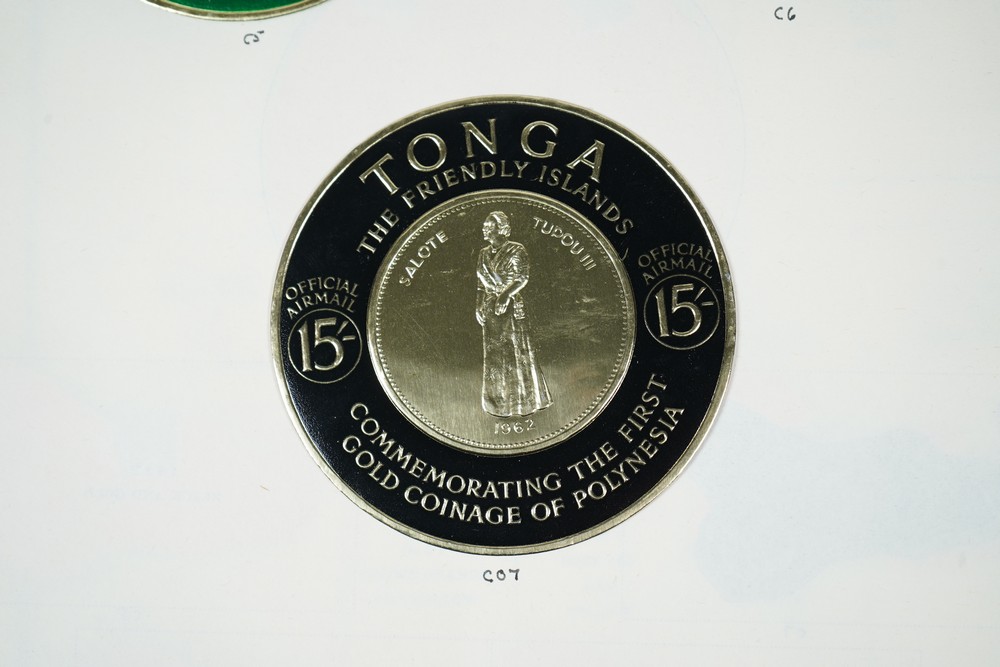 C5
C6
TONGA
THE FRIENDLY ISLANDS
OFFICIAL
AIRMAIL
15/-
OFFICIAL
AIRMAIL
15/-
SALOTE TUPOU III
1962
COMMEMORATING THE FIRST
GOLD COINAGE OF POLYNESIA
CO7